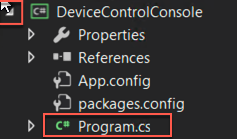 C# DeviceControlConsole
Properties
References
App.config
packages.config
C# Program.cs